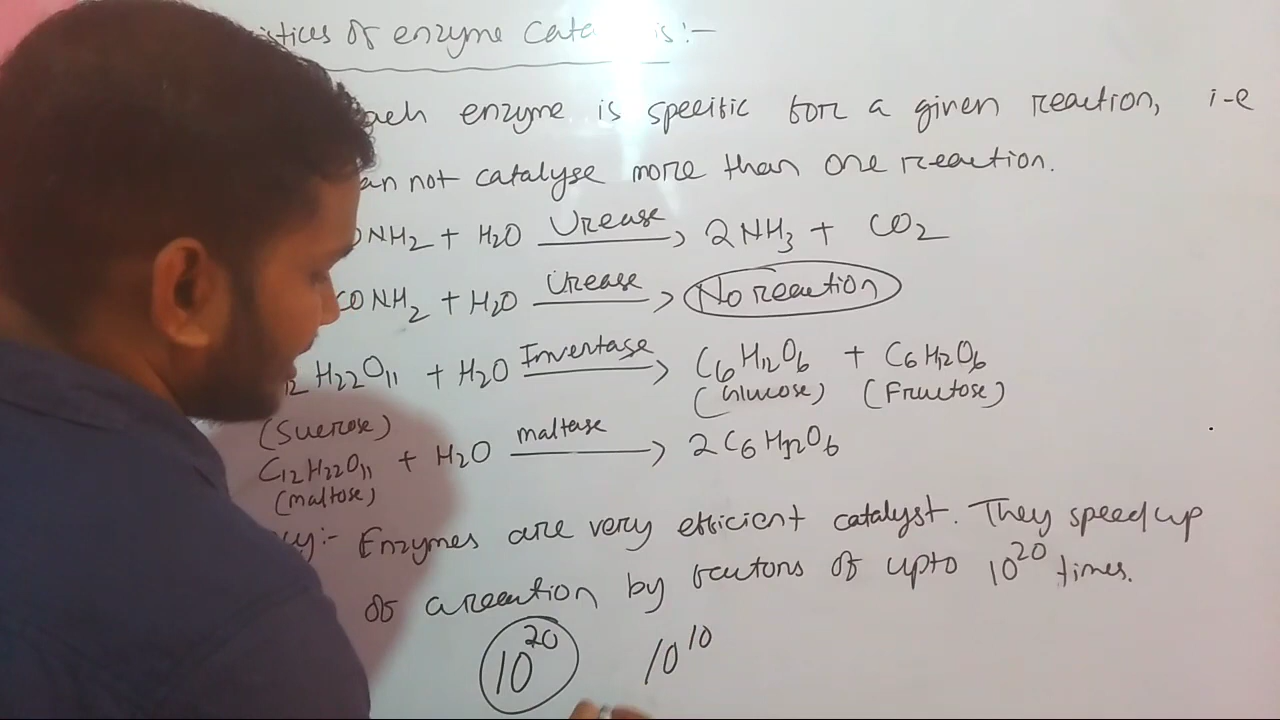 istics of enzyme Cata is:-
ach enzyme is specific for a given reaction, i-e
an not catalyse more than one reaction.
ONH2 + H2O Urease 2NH3 + CO2
CONH2 + H2O Urease No reaction
12 H22O11 + H2O Invertase C6H12O6 + C6H12O6
(Sucrose) (Glucose) (Fructose)
C12H22O11 + H2O maltase 2C6H12O6
(maltose)
cy:- Enzymes are very efficient catalyst. They speed up
of a reaction by factors of upto 10^20 times.
10^20 10^10